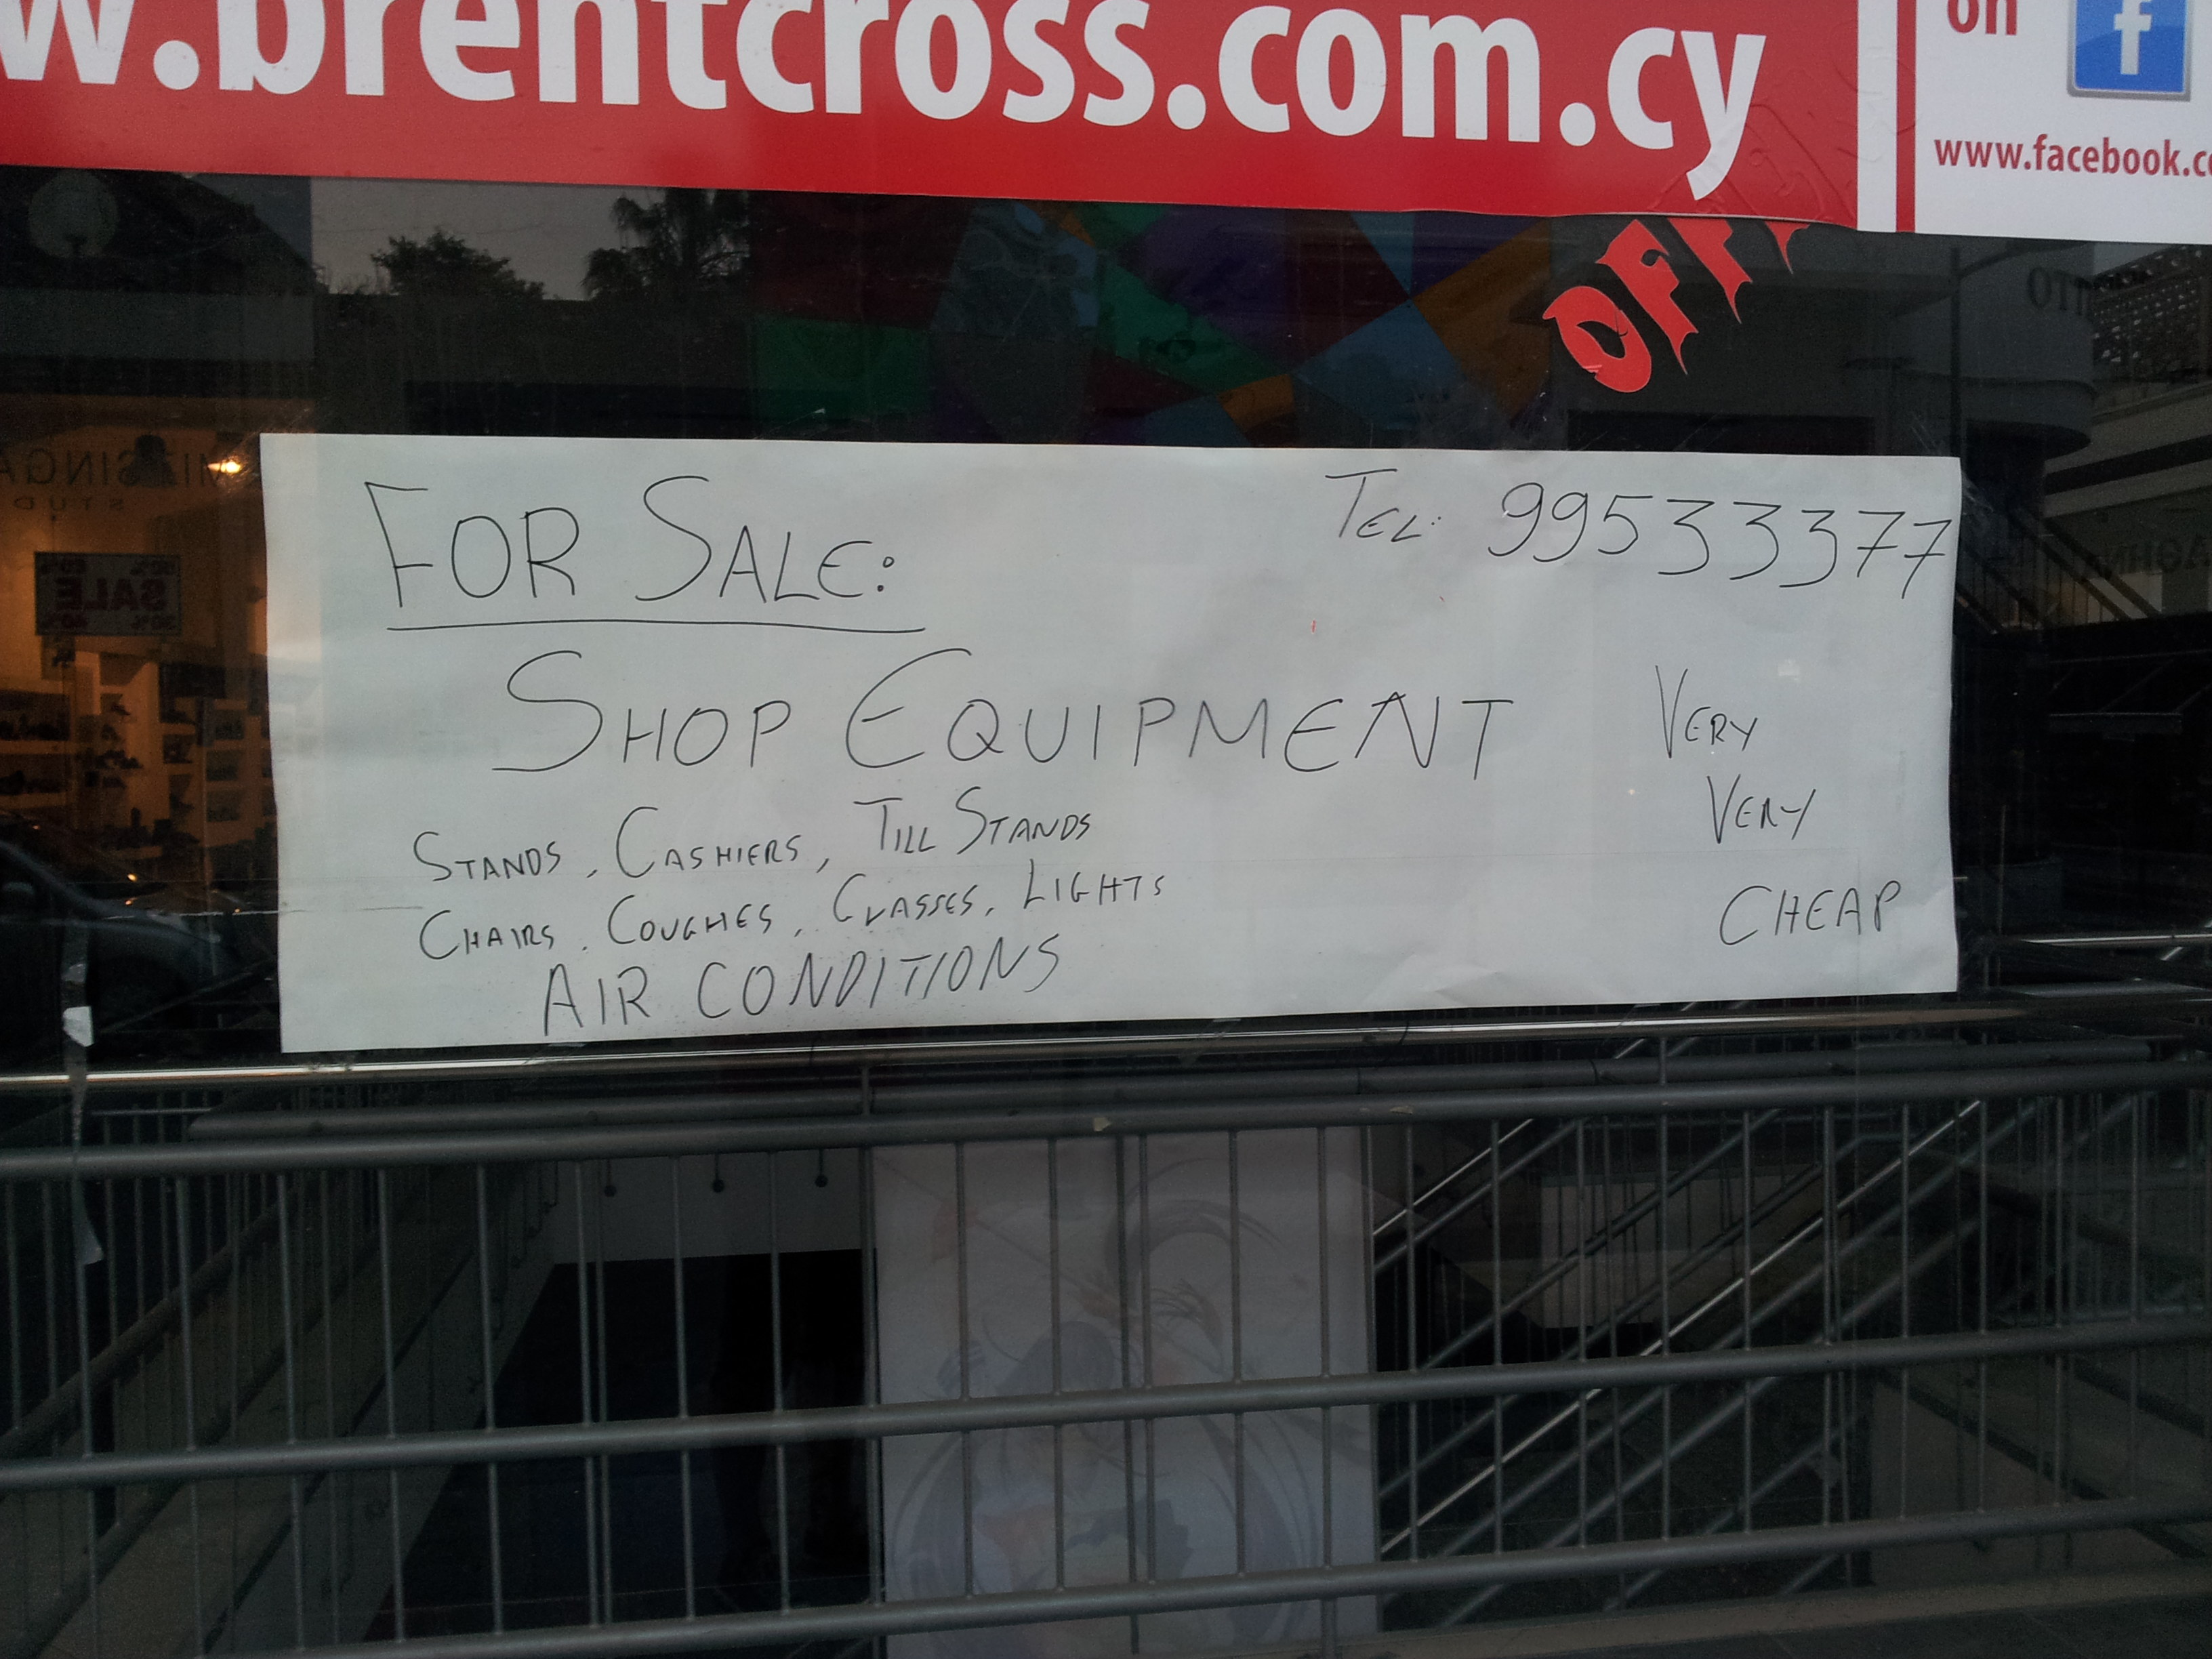 w.brentcross.com.cy
on
www.facebook.c
OFF
FOR SALE:
TEL: 99533377
SHOP EQUIPMENT
VERY
VERY
CHEAP
STANDS, CASHIERS, TILL STANDS
CHAIRS, COUCHES, GLASSES, LIGHTS
AIR CONDITIONS
SALE